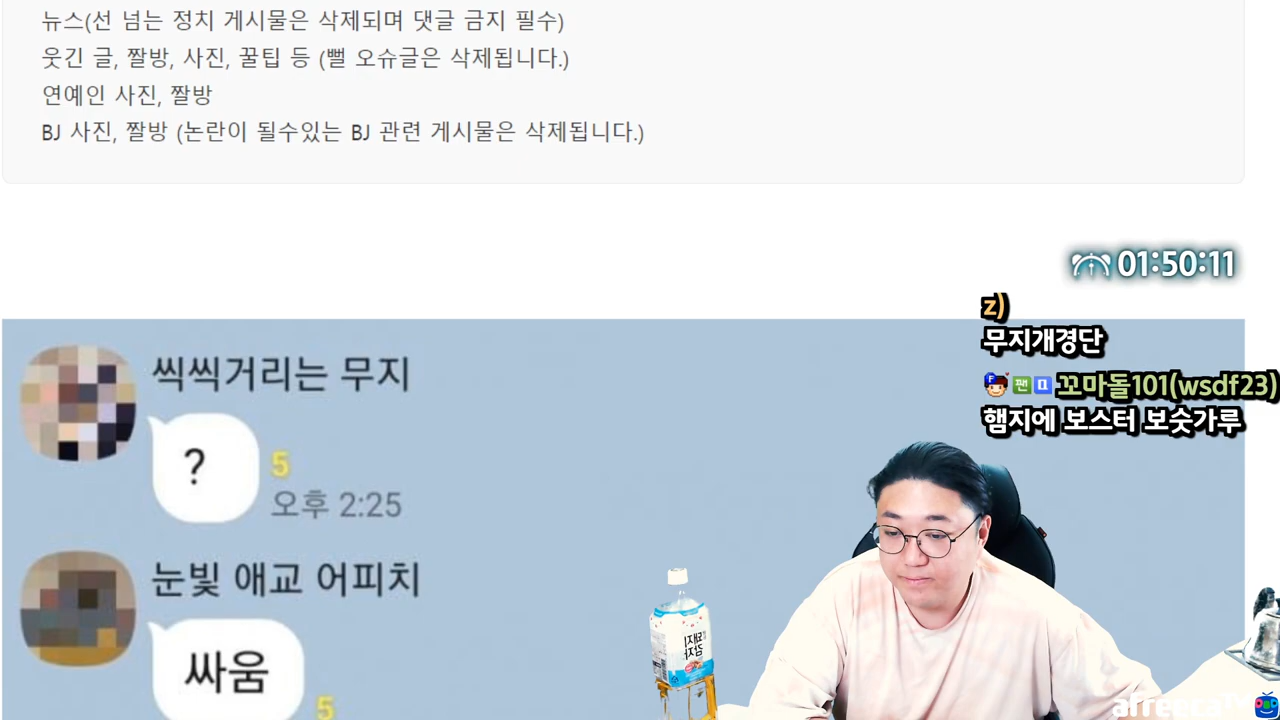 뉴스(선 넘는 정치 게시물은 삭제되며 댓글 금지 필수)
웃긴 글, 짤방, 사진, 꿀팁 등 (뻘 오슈글은 삭제됩니다.)
연예인 사진, 짤방
BJ 사진, 짤방 (논란이 될수있는 BJ 관련 게시물은 삭제됩니다.)
01:50:11
z)
무지개경단
F 팬 꼬마돌101(wsdf23)
햄지에 보스터 보숫가루
씩씩거리는 무지
?
5
오후 2:25
눈빛 애교 어피치
싸움
5
afreecaTV